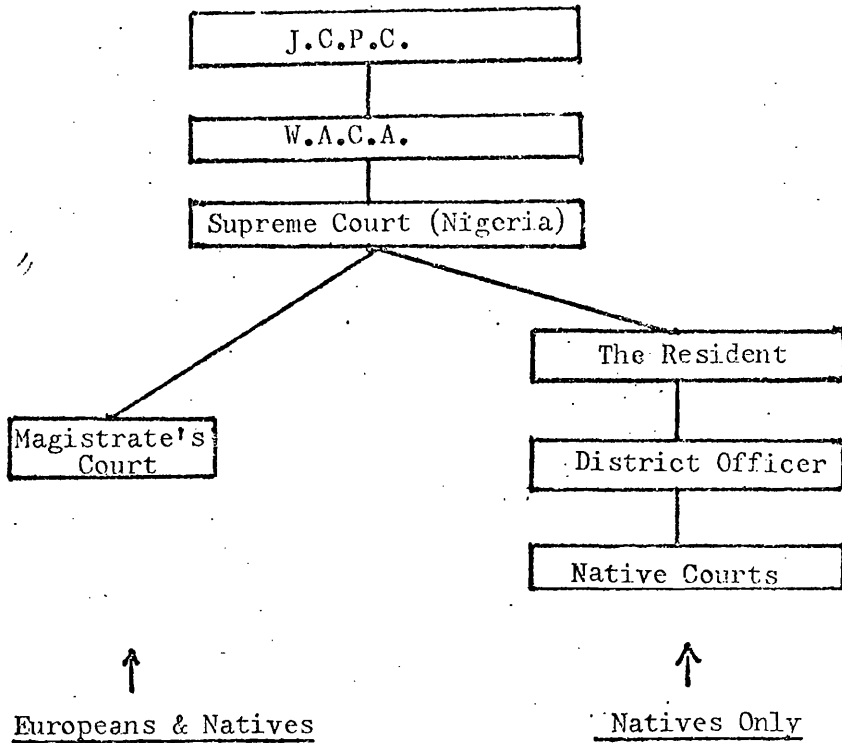 J.C.P.C.
W.A.C.A.
Supreme Court (Nigeria)
The Resident
Magistrate's
Court
District Officer
Native Courts
Europeans & Natives
Natives Only